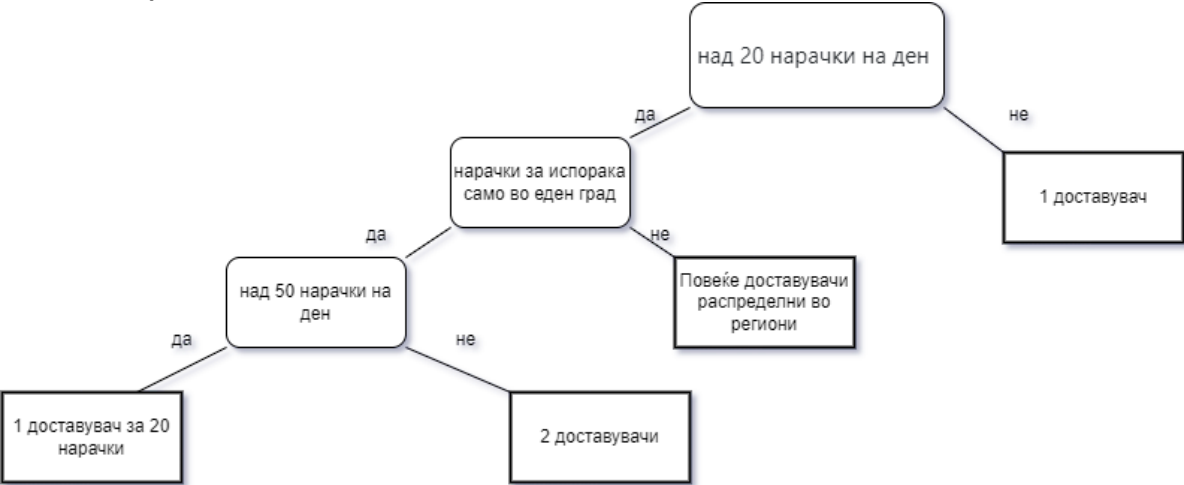 над 20 нарачки на ден
да
не
нарачки за испорака
само во еден град
1 доставувач
да
не
над 50 нарачки на
ден
Повеќе доставувачи
распределни во
региони
да
не
1 доставувач за 20
нарачки
2 доставувачи